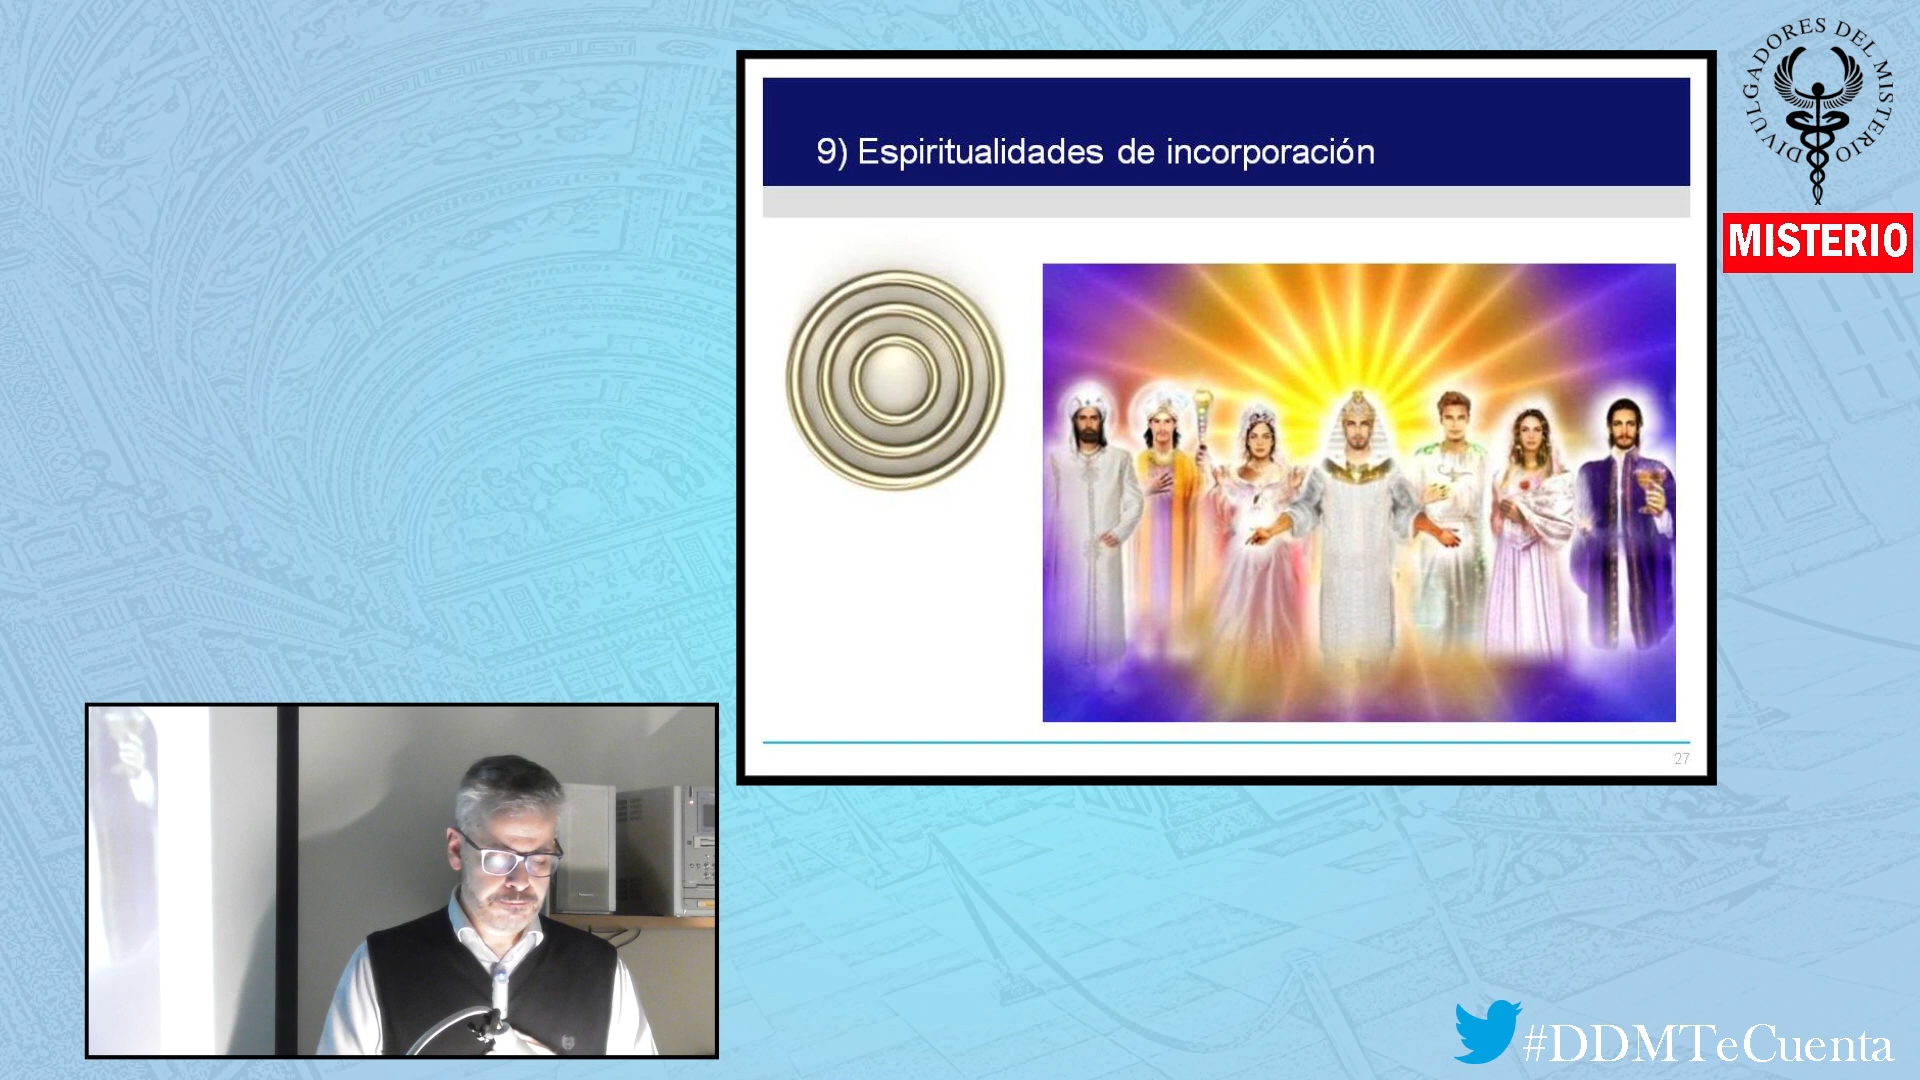 9) Espiritualidades de incorporación
27
DIVULGADORES DEL MISTERIO
MISTERIO
#DDMTeCuenta